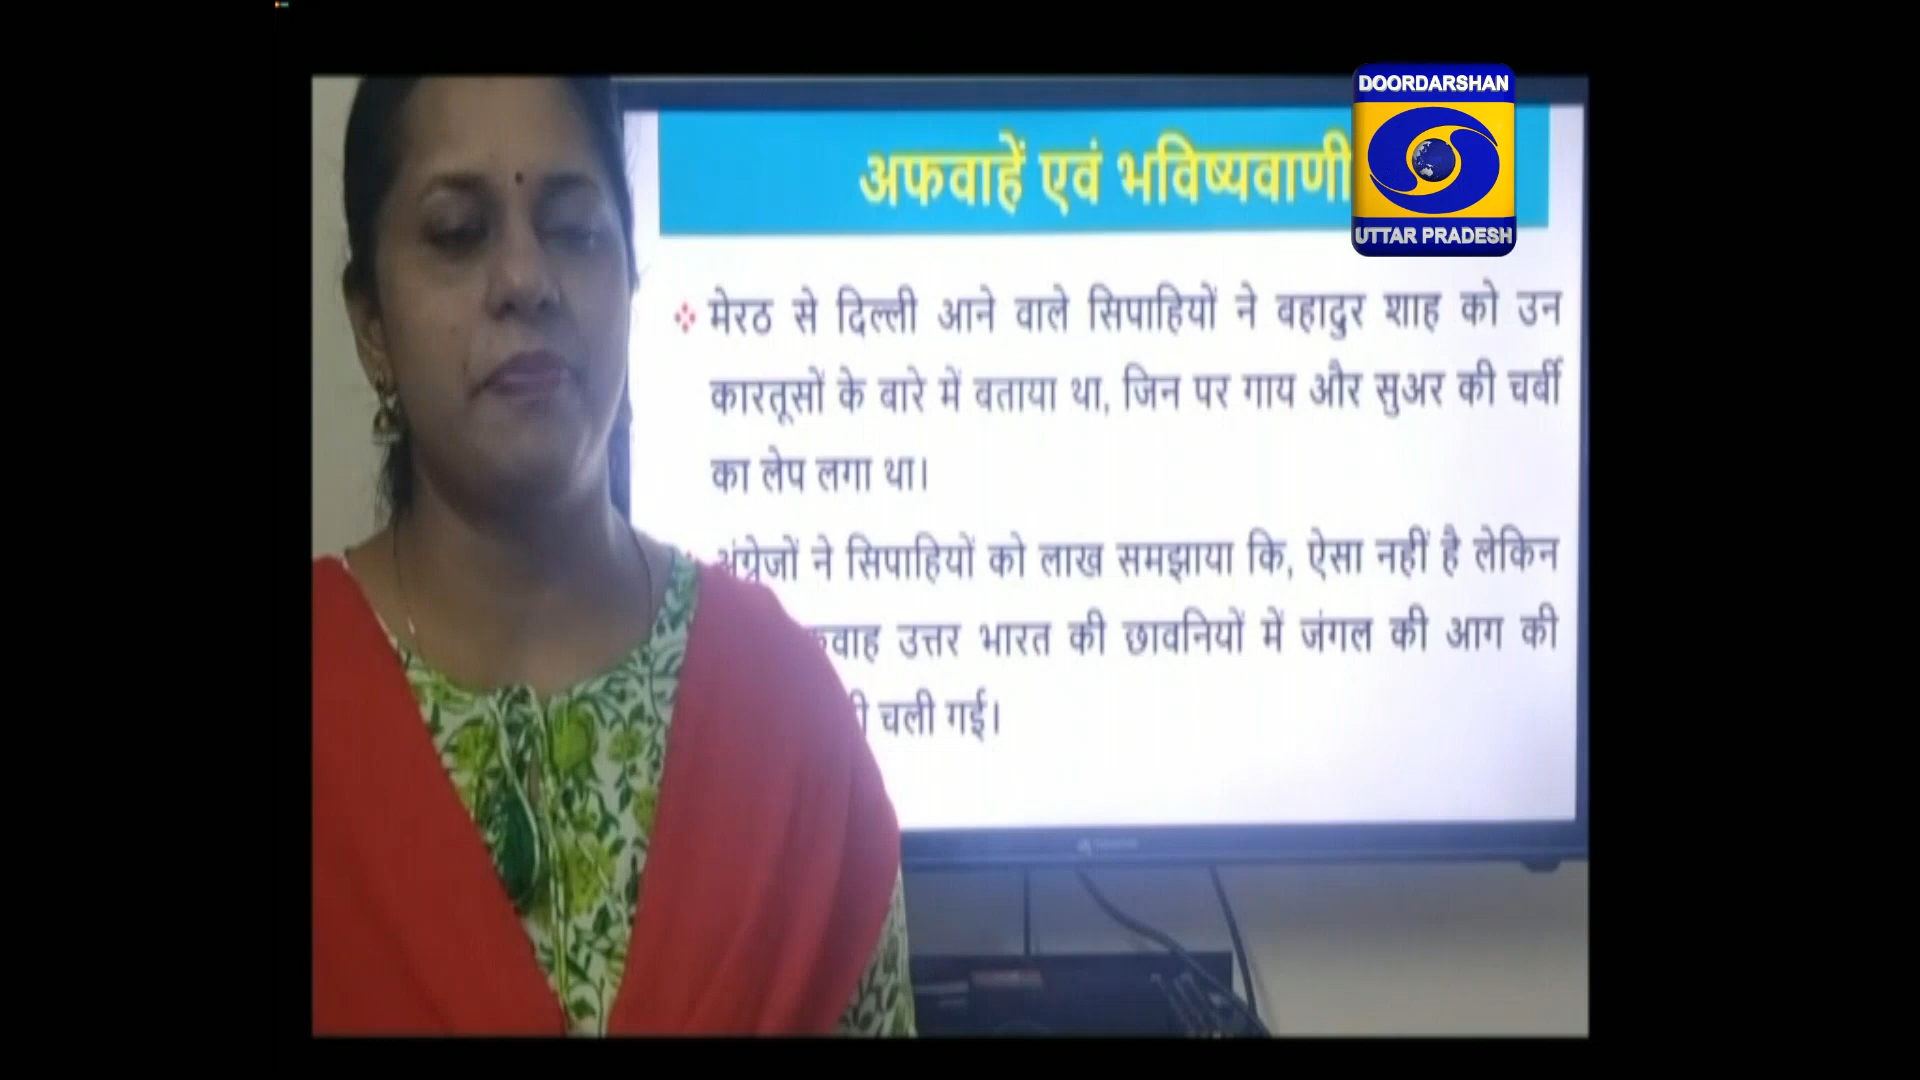 DOORDARSHAN
UTTAR PRADESH
अफवाहें एवं भविष्यवाणी
मेरठ से दिल्ली आने वाले सिपाहियों ने बहादुर शाह को उन
कारतूसों के बारे में बताया था, जिन पर गाय और सुअर की चर्बी
का लेप लगा था।
अंग्रेजों ने सिपाहियों को लाख समझाया कि, ऐसा नहीं है लेकिन
उत्तर भारत की छावनियों में जंगल की आग की
चली गई।